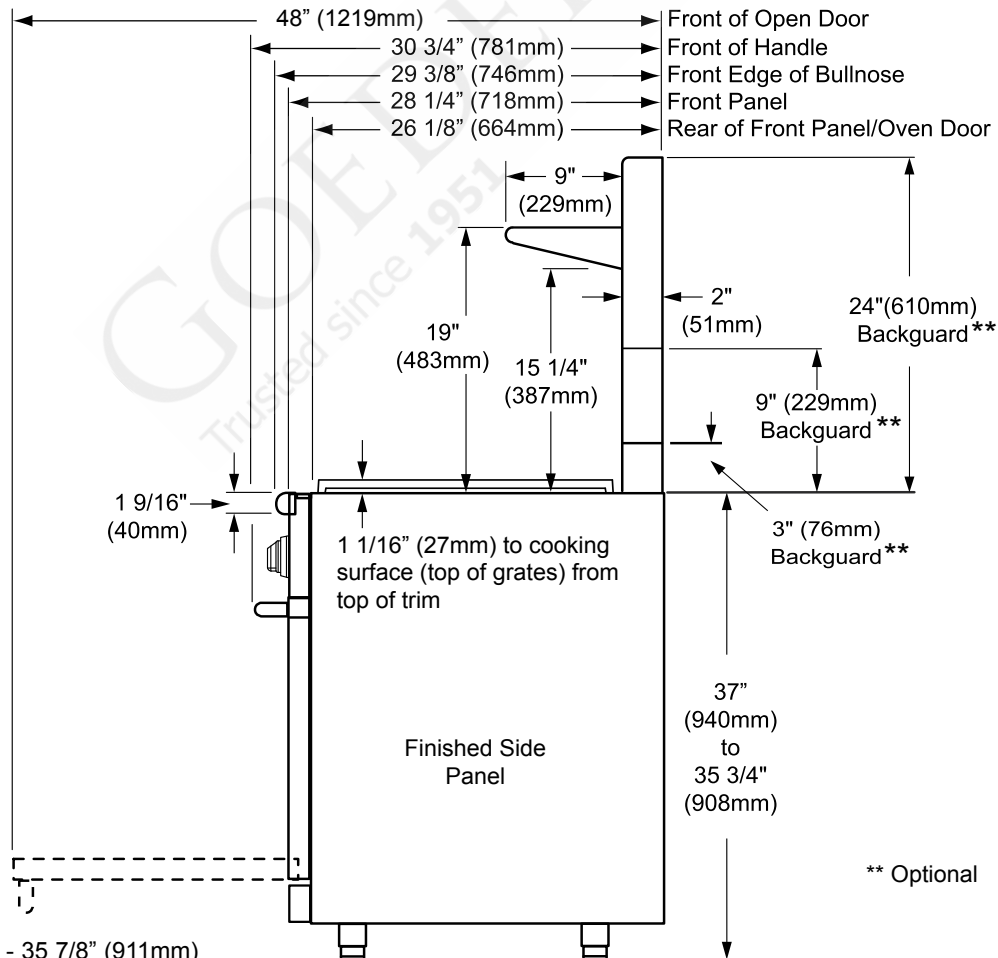 48” (1219mm)
Front of Open Door
30 3/4” (781mm)
Front of Handle
29 3/8” (746mm)
Front Edge of Bullnose
28 1/4” (718mm)
Front Panel
26 1/8” (664mm)
Rear of Front Panel/Oven Door
GOEDE
Trusted since 1951
9"
(229mm)
2"
(51mm)
24"(610mm)
Backguard**
19"
(483mm)
15 1/4"
(387mm)
9" (229mm)
Backguard**
3" (76mm)
Backguard**
1 9/16"
(40mm)
1 1/16” (27mm) to cooking
surface (top of grates) from
top of trim
37”
(940mm)
to
35 3/4"
(908mm)
Finished Side
Panel
** Optional
- 35 7/8” (911mm)